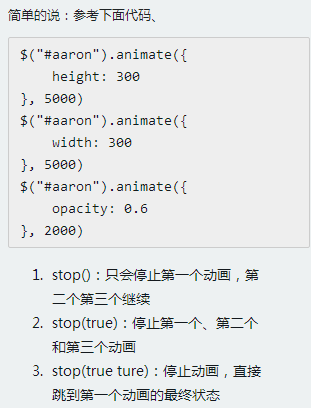 简单的说：参考下面代码、
$("#aaron").animate({
    height: 300
}, 5000)
$("#aaron").animate({
    width: 300
}, 5000)
$("#aaron").animate({
    opacity: 0.6
}, 2000)
1. stop()：只会停止第一个动画，第
二个第三个继续
2. stop(true)：停止第一个、第二个
和第三个动画
3. stop(true ture)：停止动画，直接
跳到第一个动画的最终状态